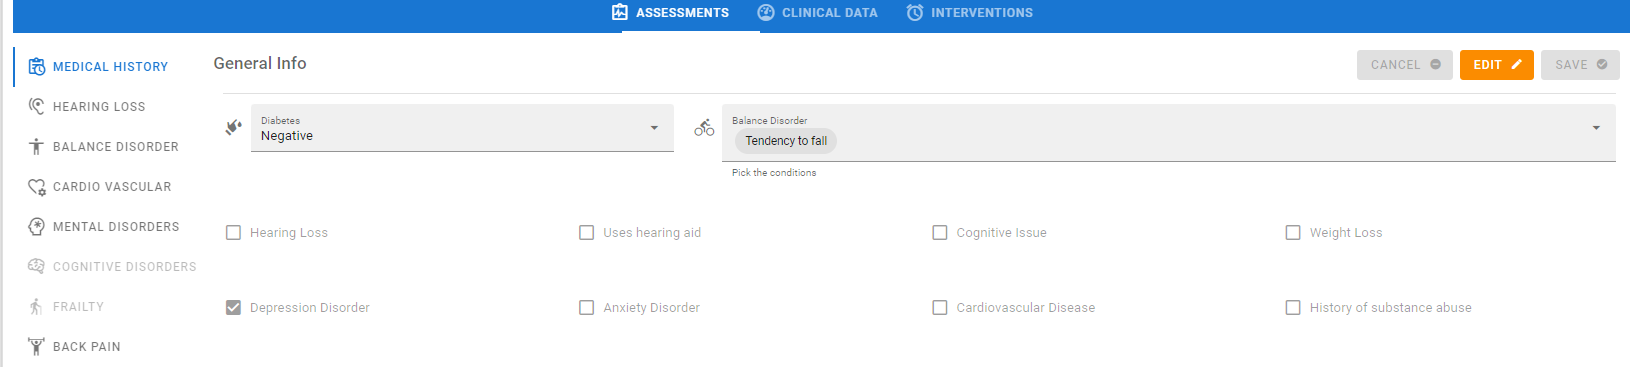 ASSESSMENTS CLINICAL DATA INTERVENTIONS
MEDICAL HISTORY
HEARING LOSS
BALANCE DISORDER
CARDIO VASCULAR
MENTAL DISORDERS
COGNITIVE DISORDERS
FRAILTY
BACK PAIN
General Info
CANCEL EDIT SAVE
Diabetes
Negative
Balance Disorder
Tendency to fall
Pick the conditions
Hearing Loss Uses hearing aid Cognitive Issue Weight Loss
Depression Disorder Anxiety Disorder Cardiovascular Disease History of substance abuse